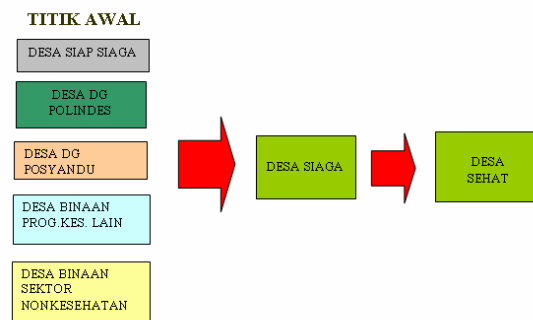 TITIK AWAL
DESA SIAP SIAGA
DESA DG
POLINDES
DESA DG
POSYANDU
DESA BINAAN
PROG.KES. LAIN
DESA BINAAN
SEKTOR
NONKESEHATAN
DESA SIAGA
DESA
SEHAT